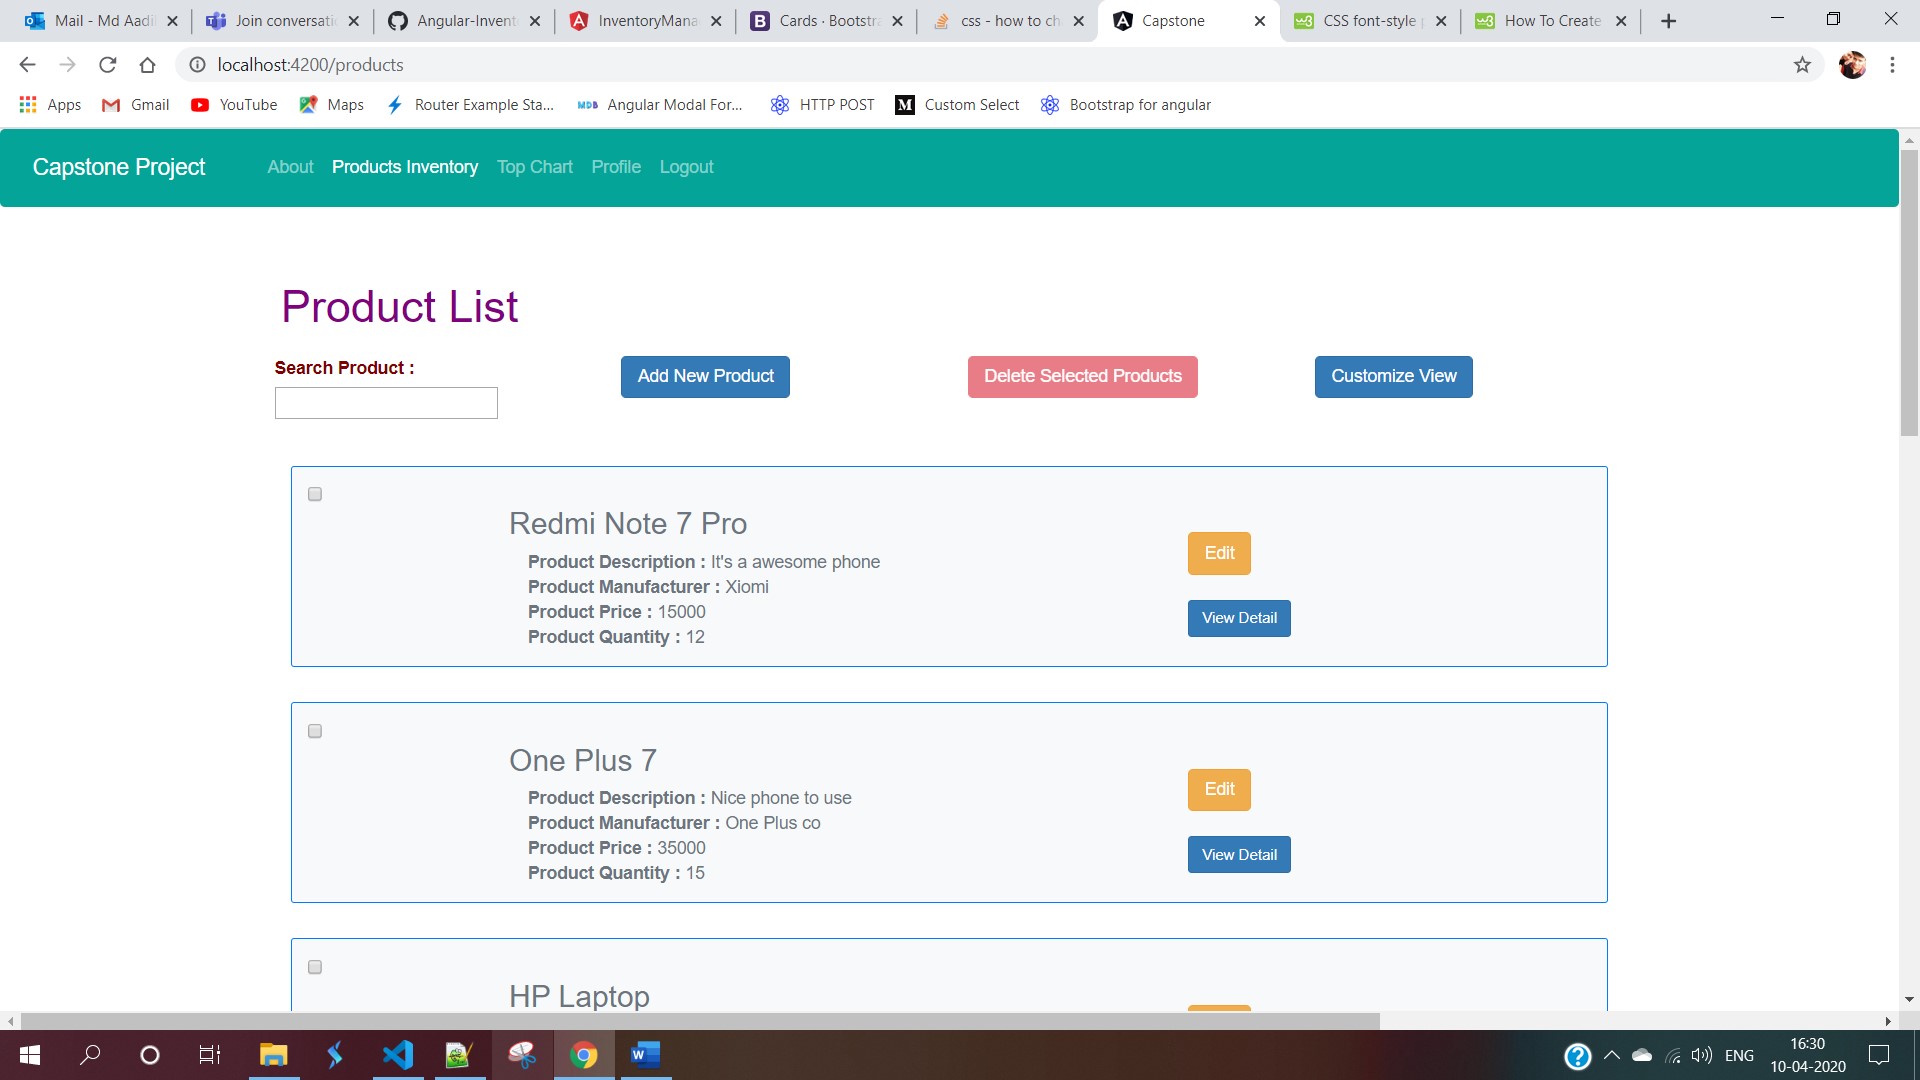 Mail - Md Aadil
Join conversati
Angular-Invent
InventoryMana
Cards · Bootstra
css - how to ch
Capstone
CSS font-style p
How To Create
localhost:4200/products
Apps
Gmail
YouTube
Maps
Router Example Sta...
MDB
Angular Modal For...
HTTP POST
Custom Select
Bootstrap for angular
Capstone Project
About
Products Inventory
Top Chart
Profile
Logout
Product List
Search Product :
Add New Product
Delete Selected Products
Customize View
Redmi Note 7 Pro
Product Description : It's a awesome phone
Product Manufacturer : Xiomi
Product Price : 15000
Product Quantity : 12
Edit
View Detail
One Plus 7
Product Description : Nice phone to use
Product Manufacturer : One Plus co
Product Price : 35000
Product Quantity : 15
Edit
View Detail
HP Laptop
ENG
16:30
10-04-2020